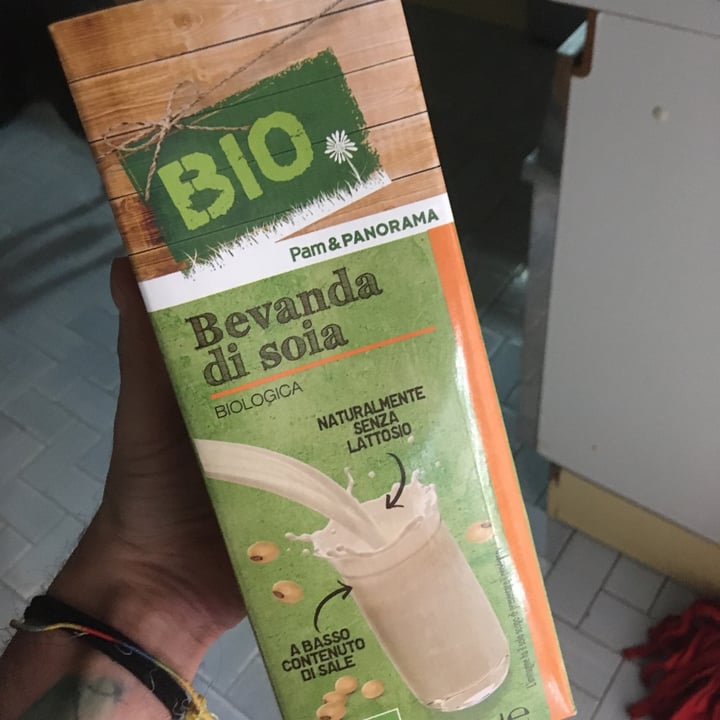 BIO
Pam & PANORAMA
Bevanda
di soia
BIOLOGICA
NATURALMENTE
SENZA
LATTOSIO
A BASSO
CONTENUTO
DI SALE